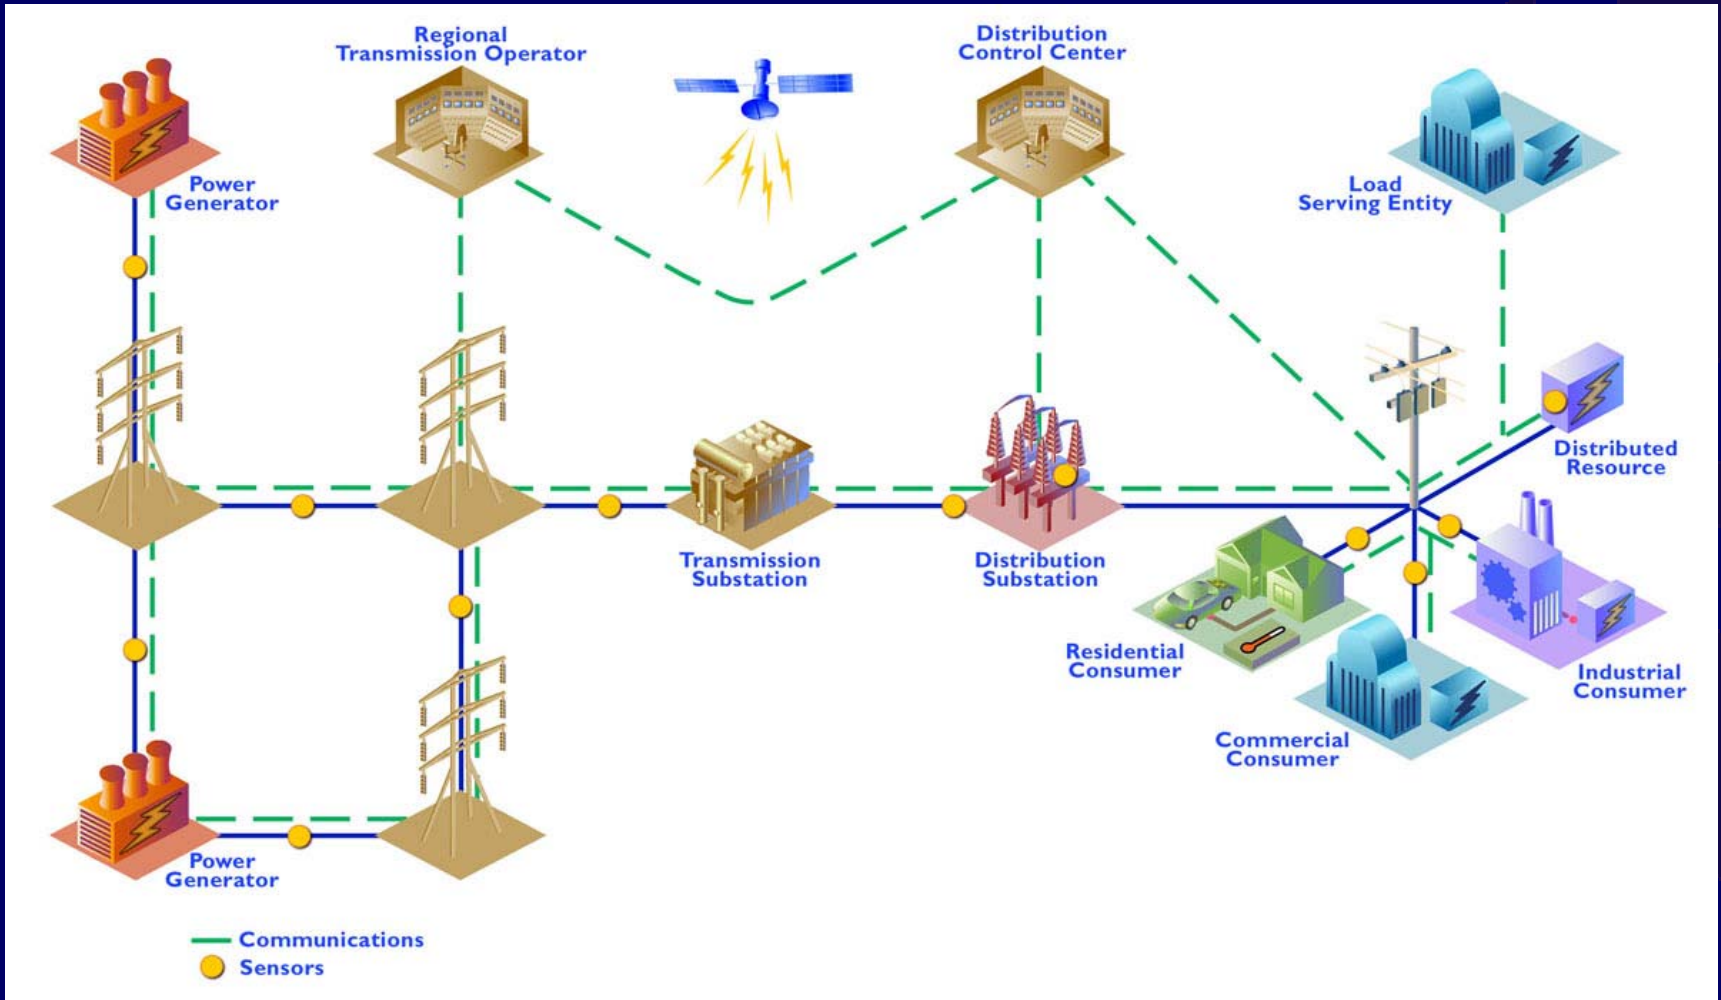 Regional
Transmission Operator
Distribution
Control Center
Power
Generator
Load
Serving Entity
Distributed
Resource
Transmission
Substation
Distribution
Substation
Residential
Consumer
Industrial
Consumer
Commercial
Consumer
Power
Generator
Communications
Sensors